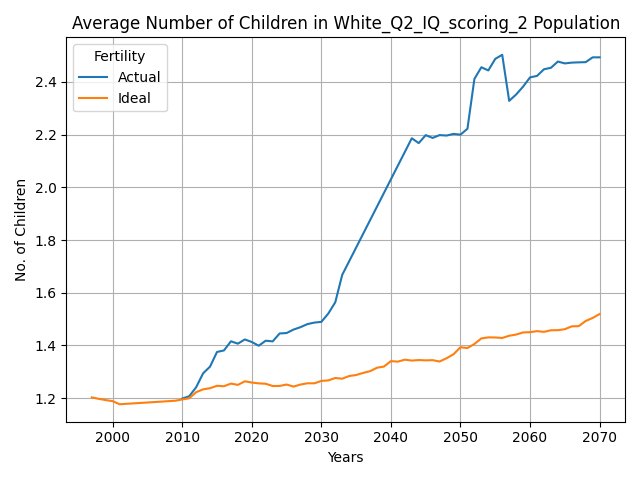 Average Number of Children in White_Q2_IQ_scoring_2 Population
Fertility
Actual
Ideal
No. of Children
2.4
2.2
2.0
1.8
1.6
1.4
1.2
2000 2010 2020 2030 2040 2050 2060 2070
Years